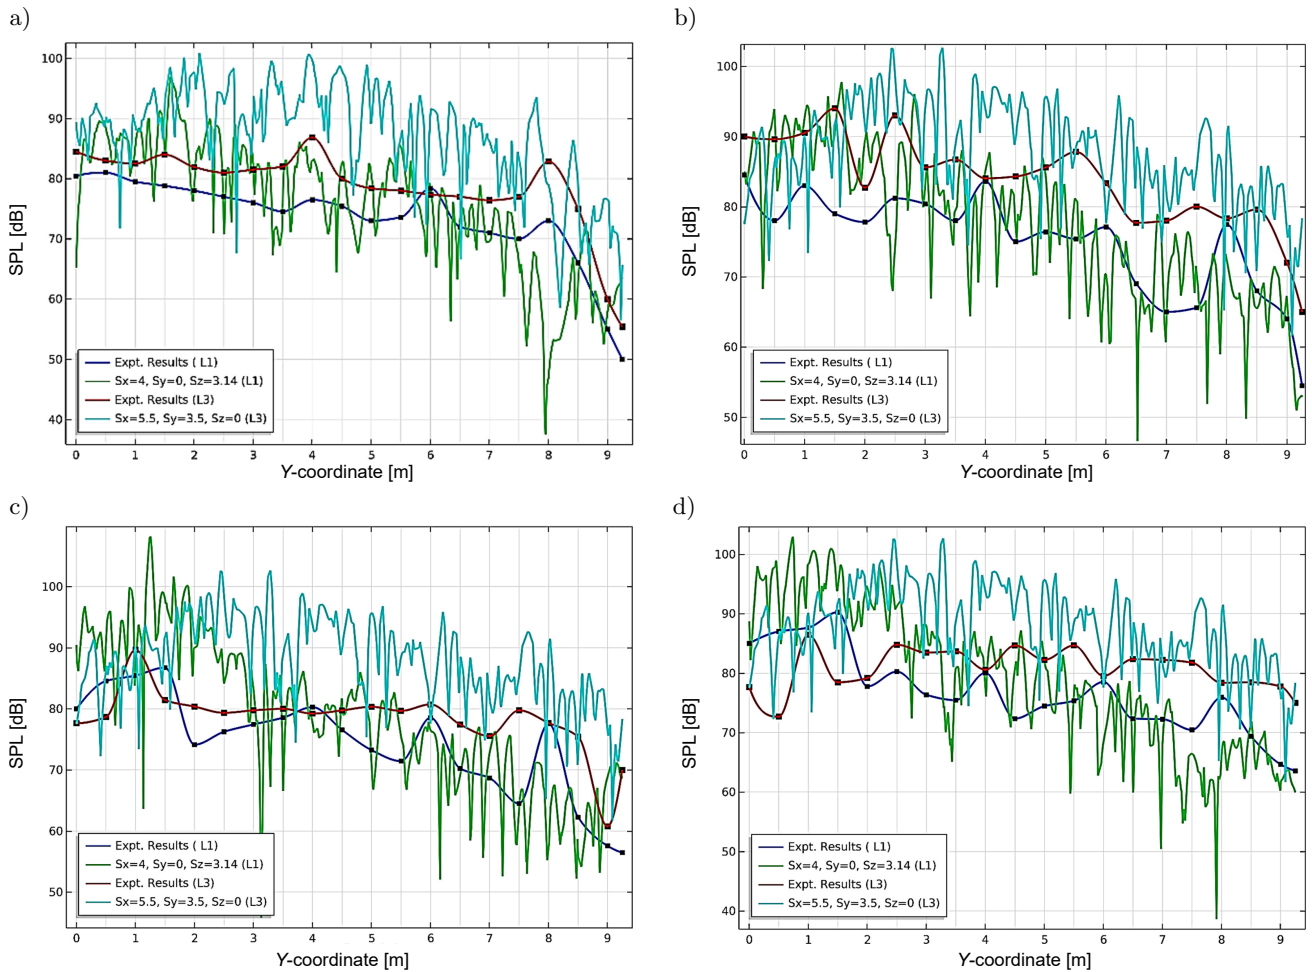 a)
100
90
80
70
60
50
40
SPL [dB]
Expt. Results ( L1)
Sx=4, Sy=0, Sz=3.14 (L1)
Expt. Results (L3)
Sx=5.5, Sy=3.5, Sz=0 (L3)
0 1 2 3 4 5 6 7 8 9
Y-coordinate [m]
b)
100
90
80
70
60
50
SPL [dB]
Expt. Results ( L1)
Sx=4, Sy=0, Sz=3.14 (L1)
Expt. Results (L3)
Sx=5.5, Sy=3.5, Sz=0 (L3)
0 1 2 3 4 5 6 7 8 9
Y-coordinate [m]
c)
100
90
80
70
60
50
SPL [dB]
Expt. Results ( L1)
Sx=4, Sy=0, Sz=3.14 (L1)
Expt. Results (L3)
Sx=5.5, Sy=3.5, Sz=0 (L3)
0 1 2 3 4 5 6 7 8 9
Y-coordinate [m]
d)
100
90
80
70
60
50
40
SPL [dB]
Expt. Results ( L1)
Sx=4, Sy=0, Sz=3.14 (L1)
Expt. Results (L3)
Sx=5.5, Sy=3.5, Sz=0 (L3)
0 1 2 3 4 5 6 7 8 9
Y-coordinate [m]